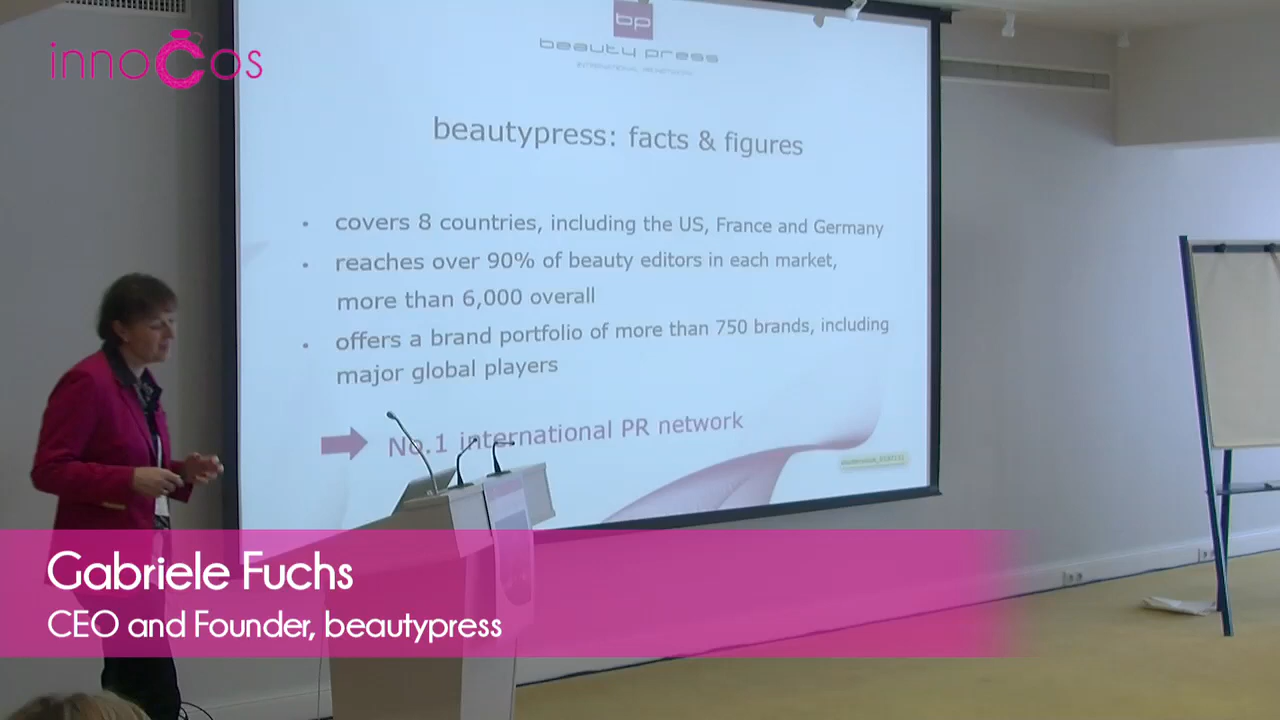 innocos
bp
beauty press
beautypress: facts & figures
• covers 8 countries, including the US, France and Germany
• reaches over 90% of beauty editors in each market,
more than 6,000 overall
• offers a brand portfolio of more than 750 brands, including
major global players
No.1 international PR network
Gabriele Fuchs
CEO and Founder, beautypress